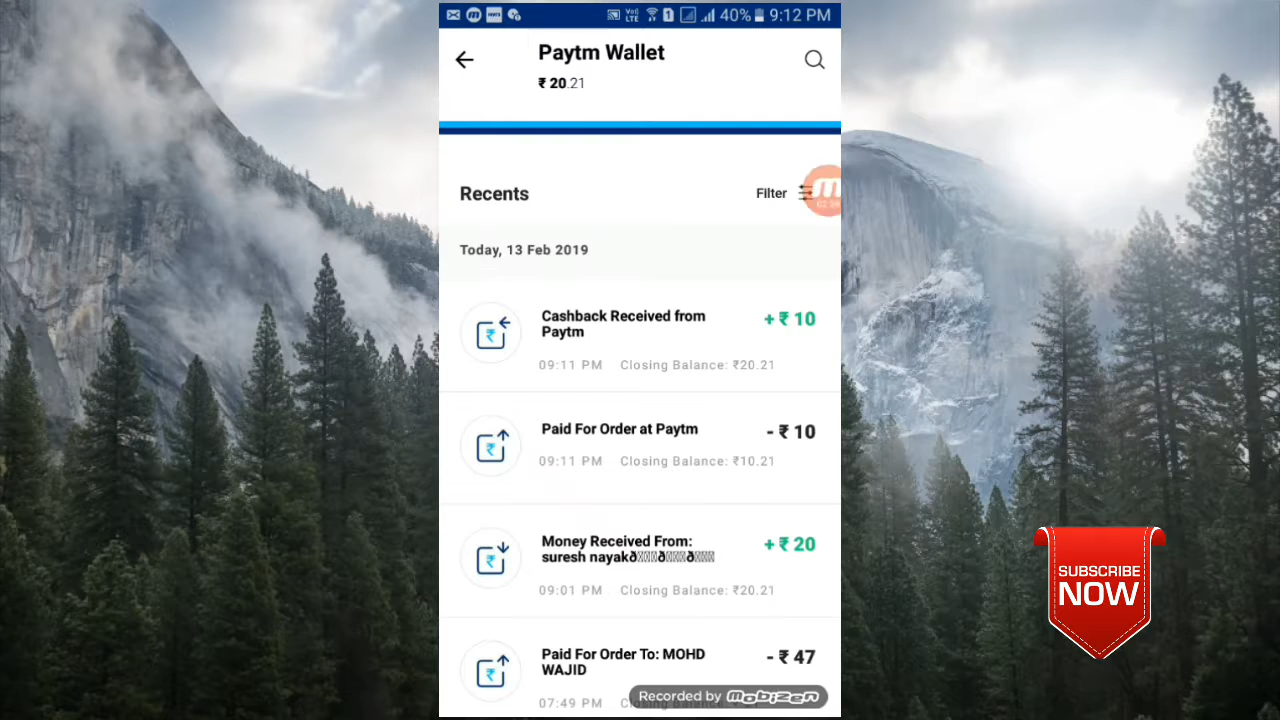 40% 9:12 PM
Paytm Wallet
₹ 20.21
Recents
Filter
Today, 13 Feb 2019
Cashback Received from
Paytm
+ ₹ 10
09:11 PM Closing Balance: ₹20.21
Paid For Order at Paytm
- ₹ 10
09:11 PM Closing Balance: ₹10.21
Money Received From:
suresh nayak
+ ₹ 20
09:01 PM Closing Balance: ₹20.21
Paid For Order To: MOHD
WAJID
- ₹ 47
07:49 PM
Recorded by Mobizen
SUBSCRIBE
NOW